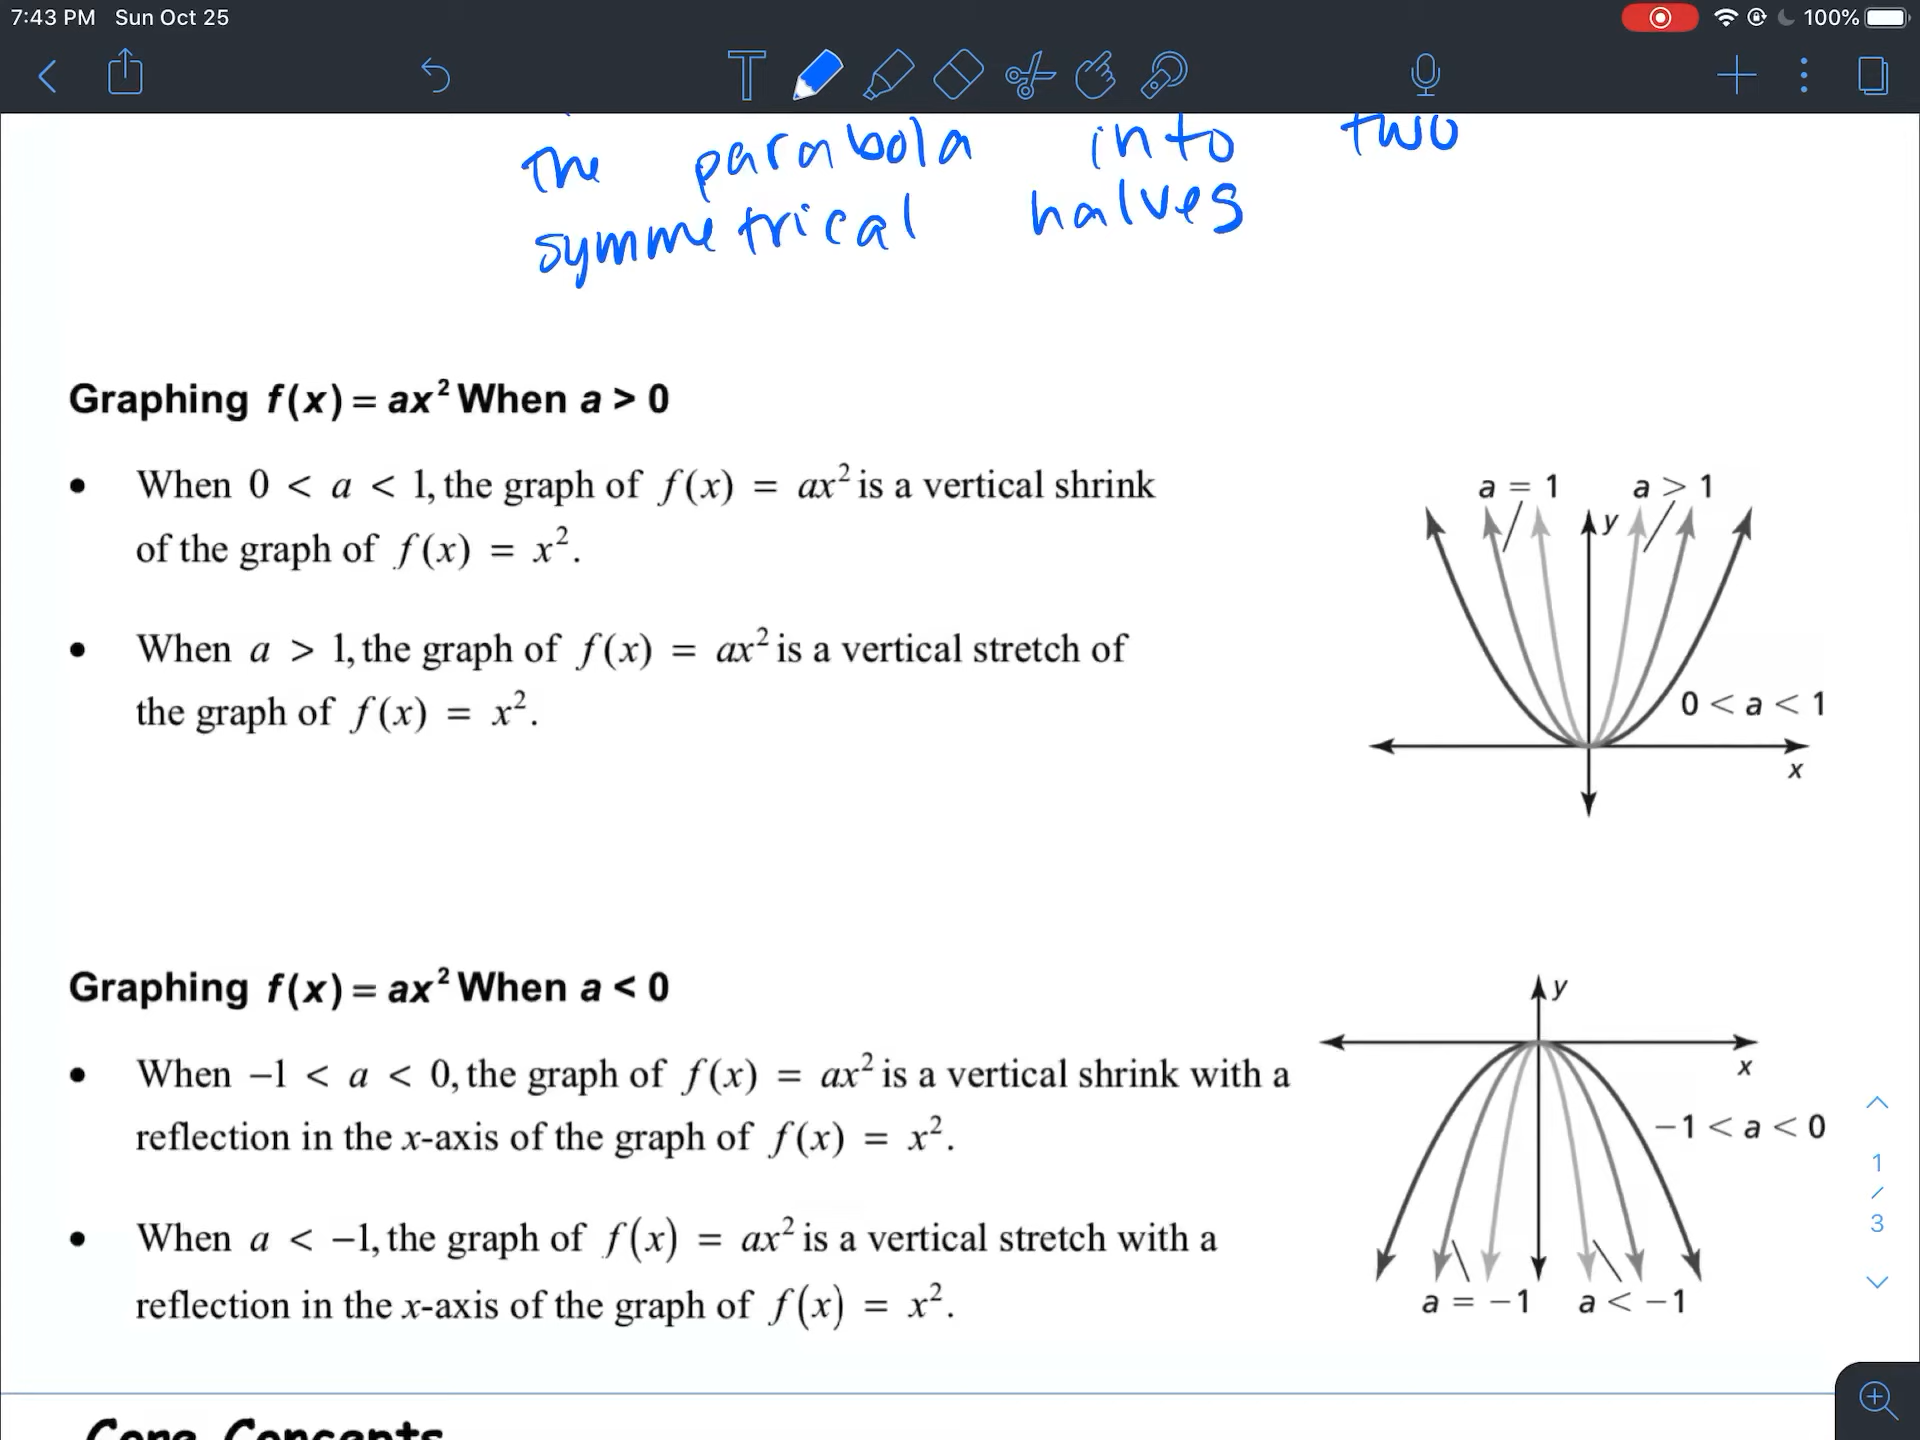 7:43 PM Sun Oct 25
100%
the parabola into two
symmetrical halves
Graphing f(x) = ax² When a > 0
• When 0 < a < 1, the graph of f(x) = ax² is a vertical shrink
of the graph of f(x) = x².
• When a > 1, the graph of f(x) = ax² is a vertical stretch of
the graph of f(x) = x².
a = 1 a > 1
y
0 < a < 1
x
Graphing f(x) = ax² When a < 0
• When −1 < a < 0, the graph of f(x) = ax² is a vertical shrink with a
reflection in the x-axis of the graph of f(x) = x².
• When a < −1, the graph of f(x) = ax² is a vertical stretch with a
reflection in the x-axis of the graph of f(x) = x².
y
x
−1 < a < 0
a = −1 a < −1
1
/
3
Core Concepts